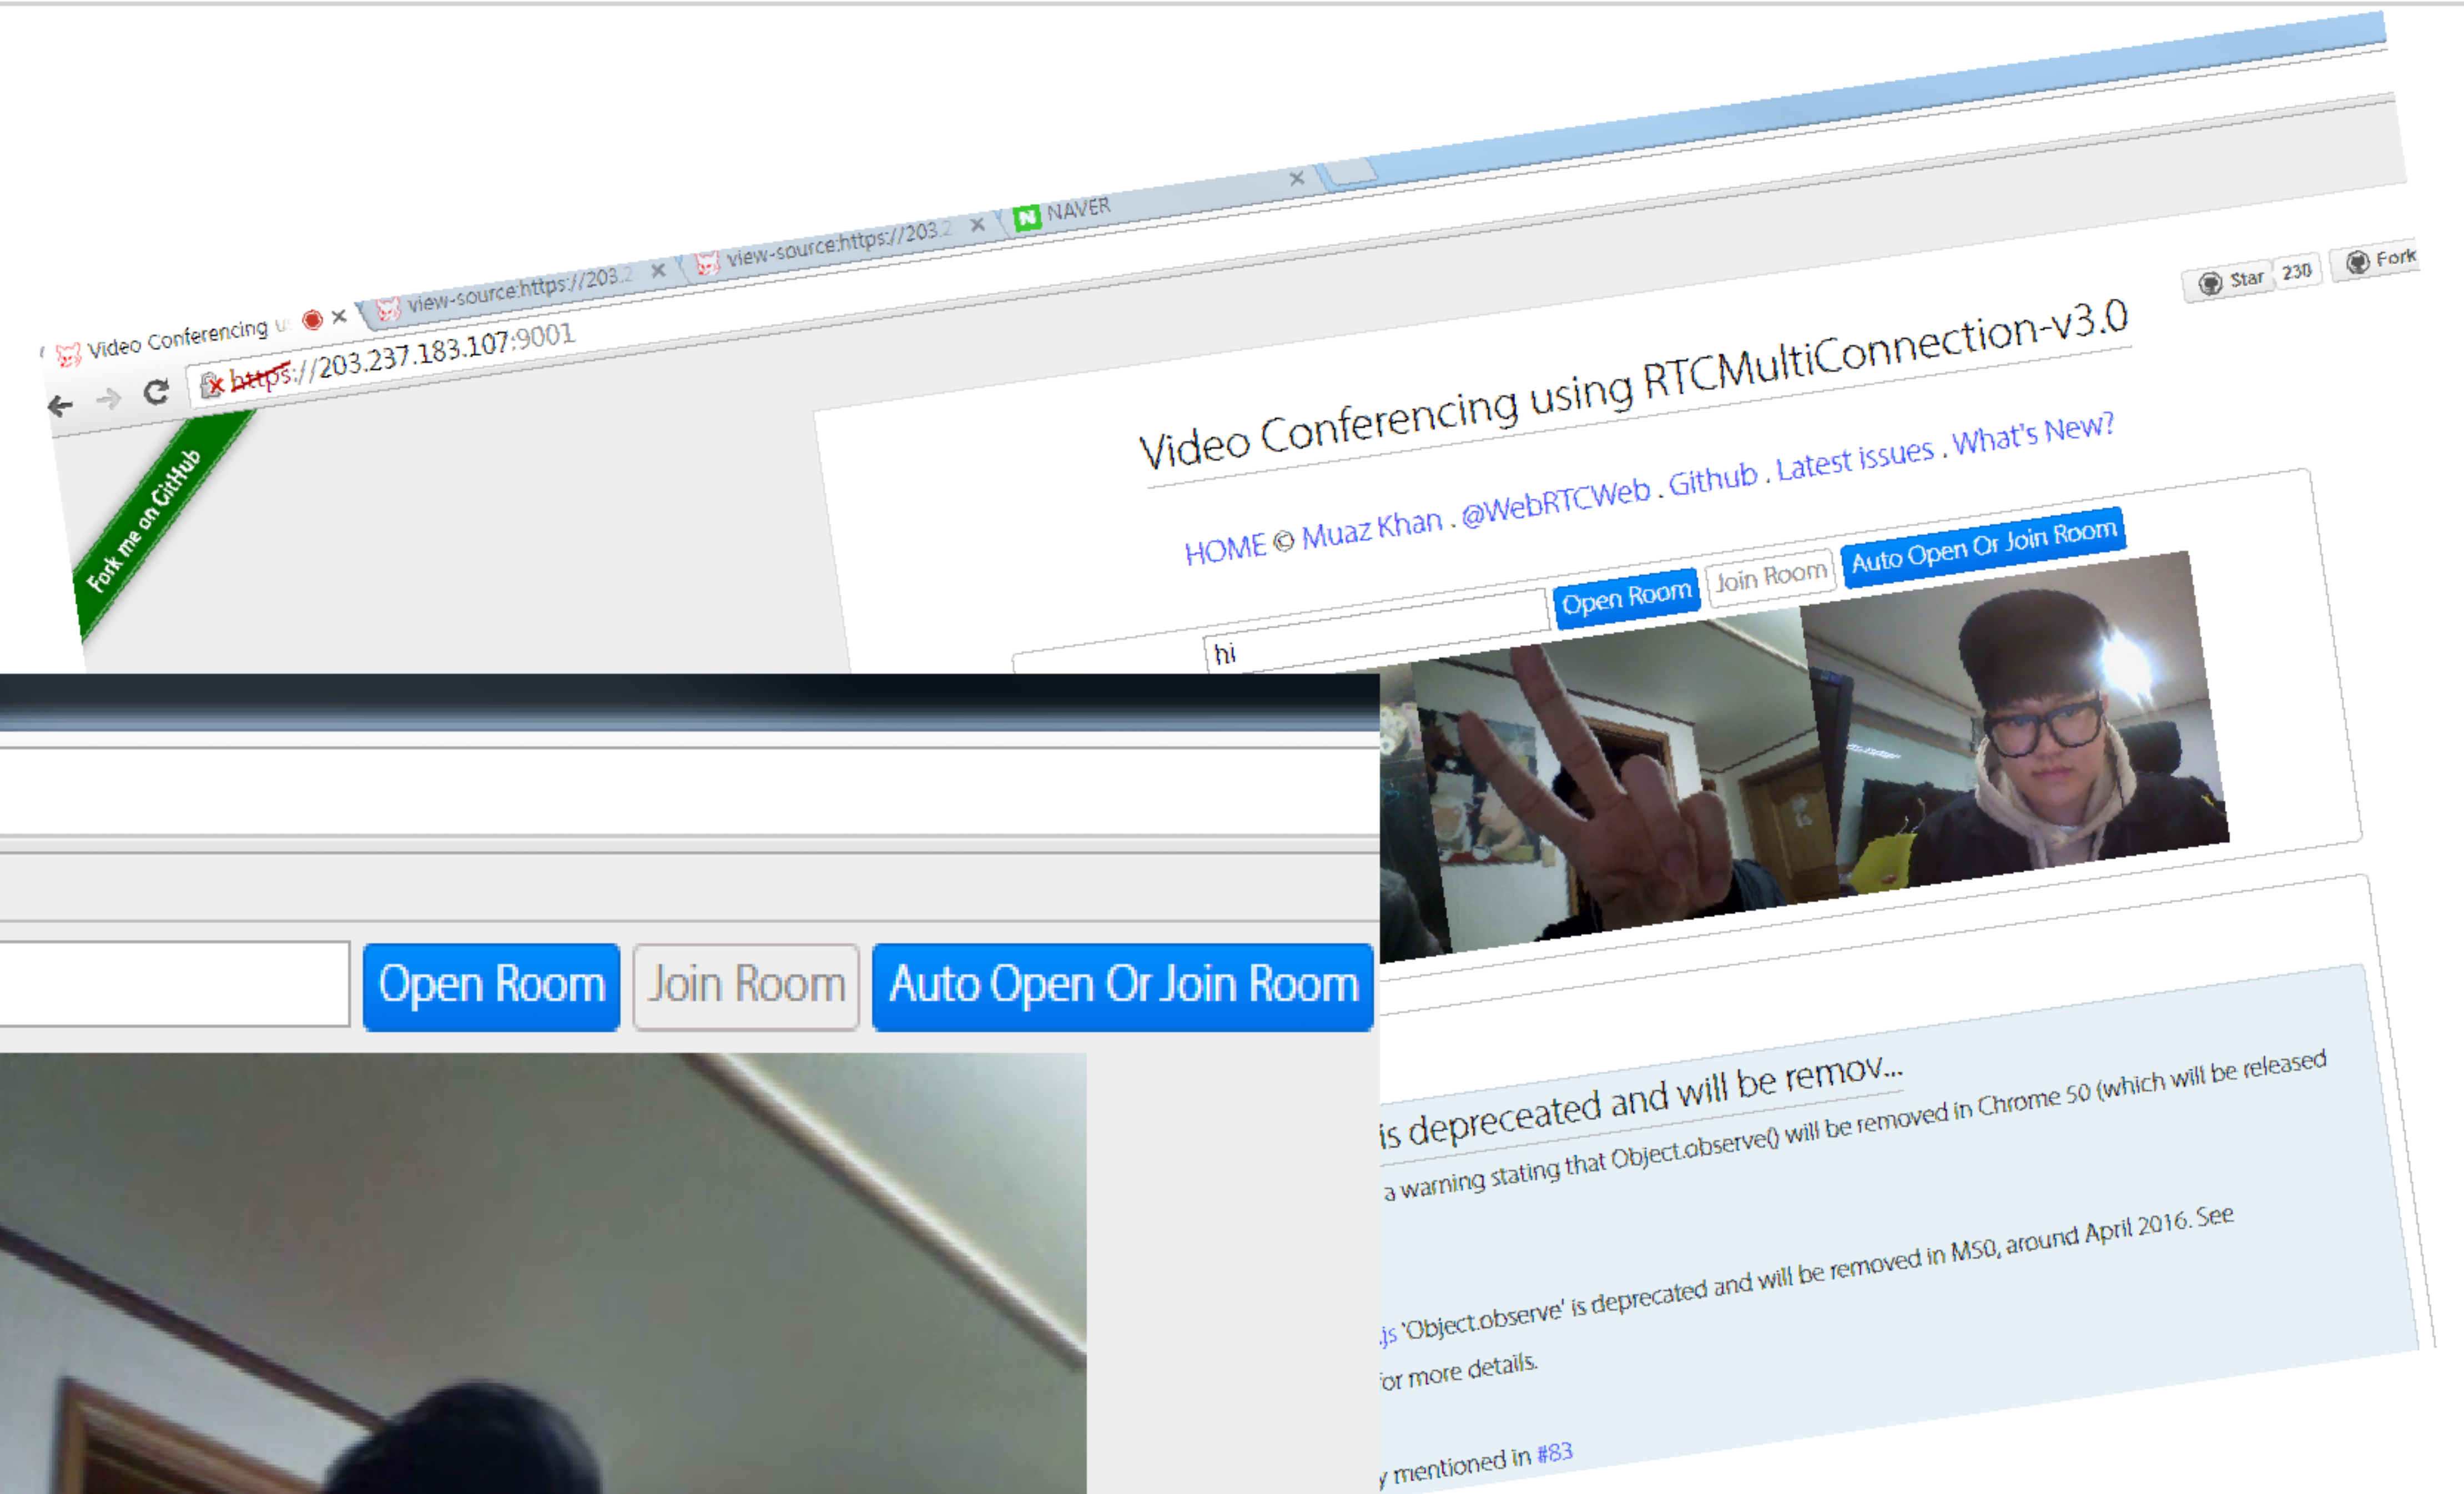 Video Conferencing u
view-source:https://203.2
view-source:https://203.2
NAVER
https://203.237.183.107:9001
Fork me on GitHub
Star 230 Fork
Video Conferencing using RTCMultiConnection-v3.0
HOME © Muaz Khan . @WebRTCWeb . Github . Latest issues . What's New?
hi Open Room Join Room Auto Open Or Join Room
Open Room Join Room Auto Open Or Join Room
is depreceated and will be remov...
a warning stating that Object.observe() will be removed in Chrome 50 (which will be released
.js 'Object.observe' is deprecated and will be removed in M50, around April 2016. See
for more details.
y mentioned in #83